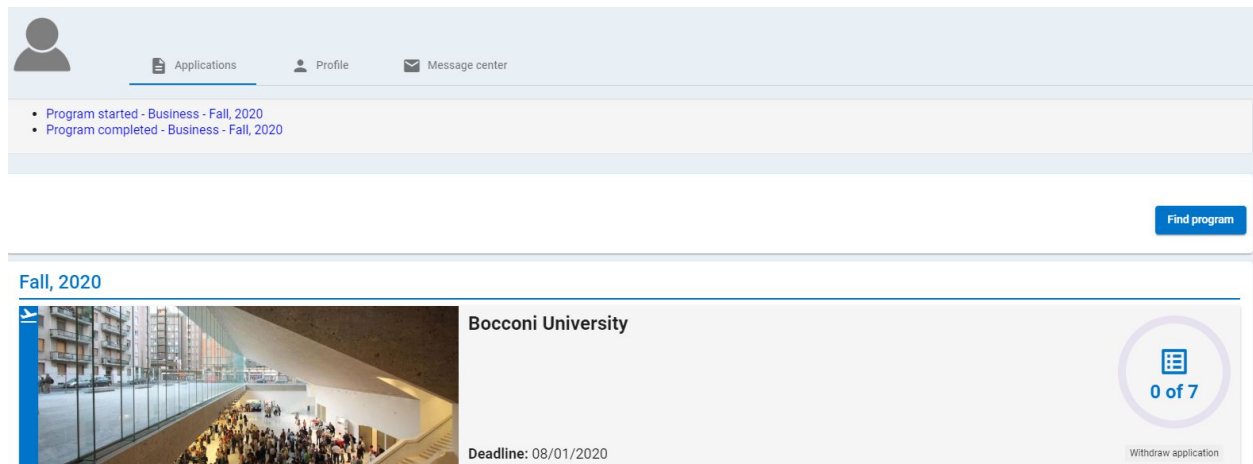 Applications
Profile
Message center
Program started - Business - Fall, 2020
Program completed - Business - Fall, 2020
Find program
Fall, 2020
Bocconi University
0 of 7
Deadline: 08/01/2020
Withdraw application